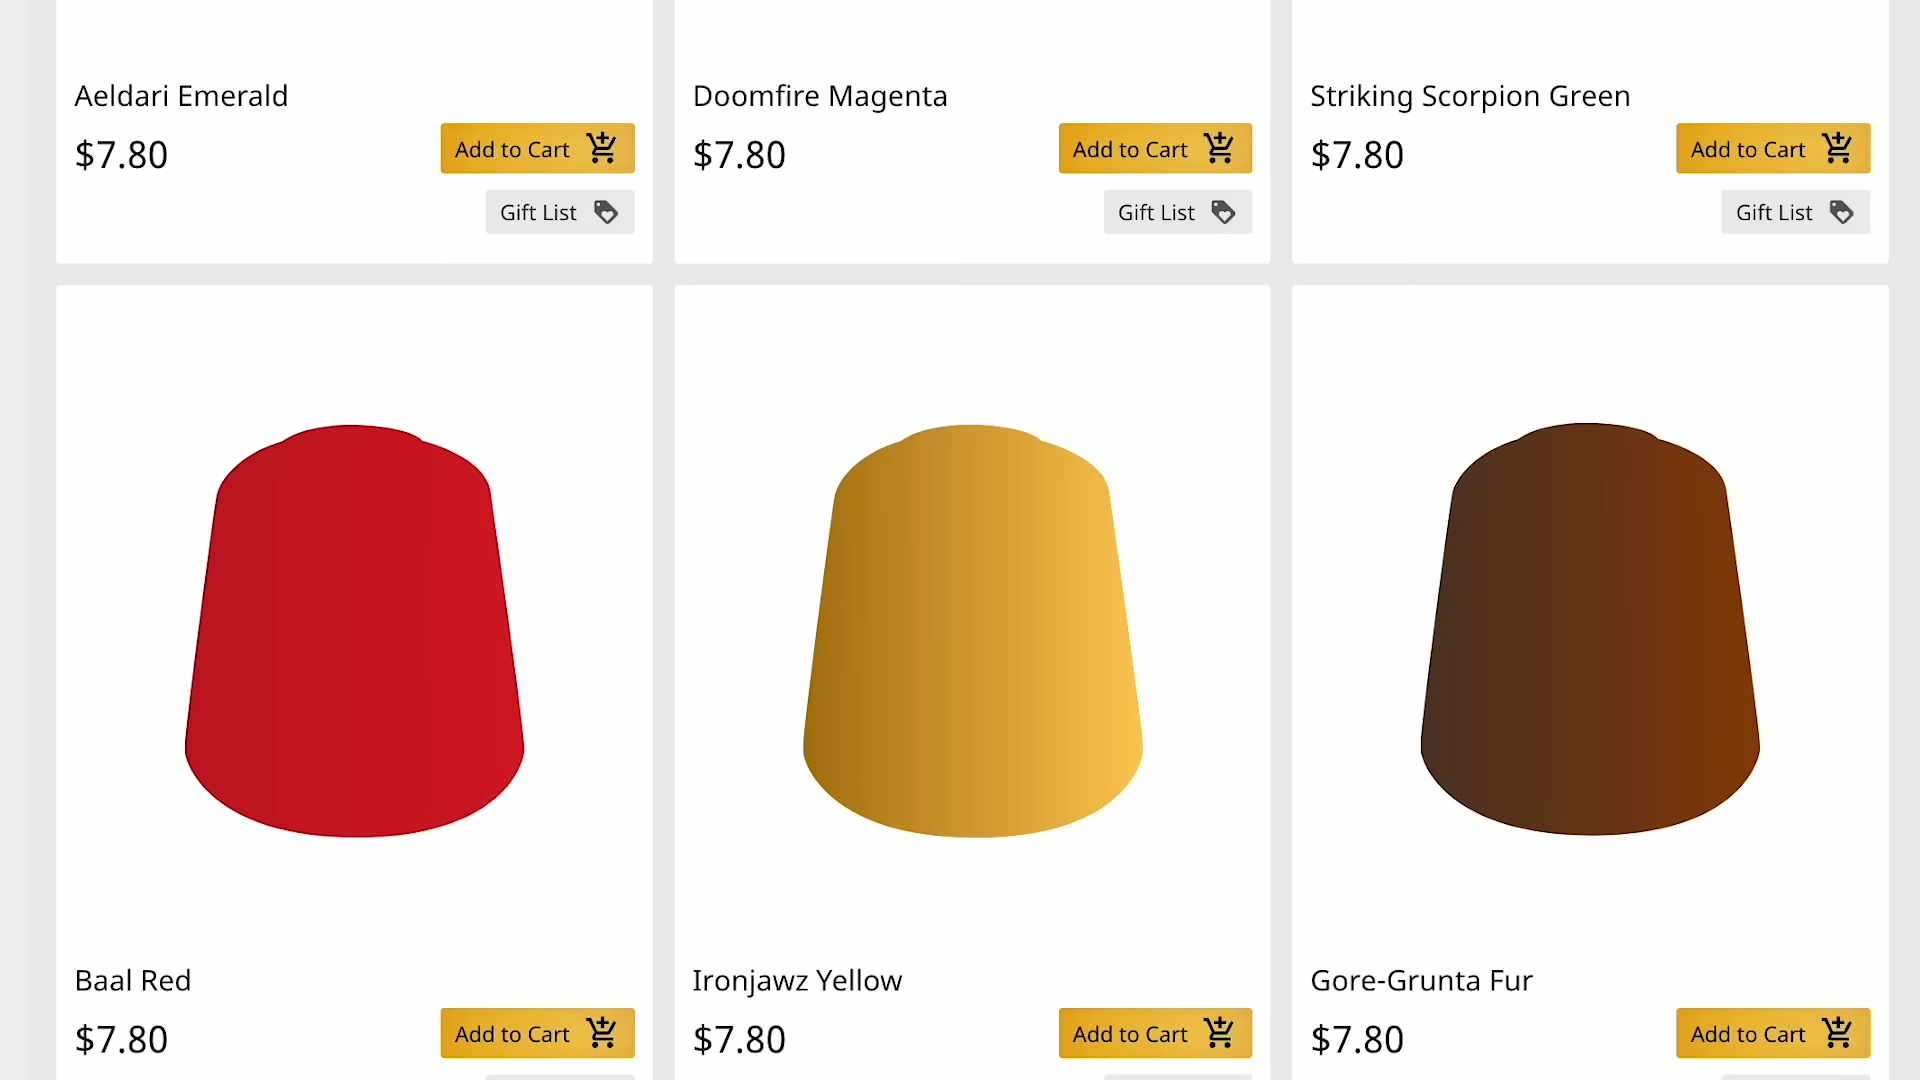 Aeldari Emerald
$7.80
Add to Cart
Gift List
Doomfire Magenta
$7.80
Add to Cart
Gift List
Striking Scorpion Green
$7.80
Add to Cart
Gift List
Baal Red
$7.80
Add to Cart
Ironjawz Yellow
$7.80
Add to Cart
Gore-Grunta Fur
$7.80
Add to Cart